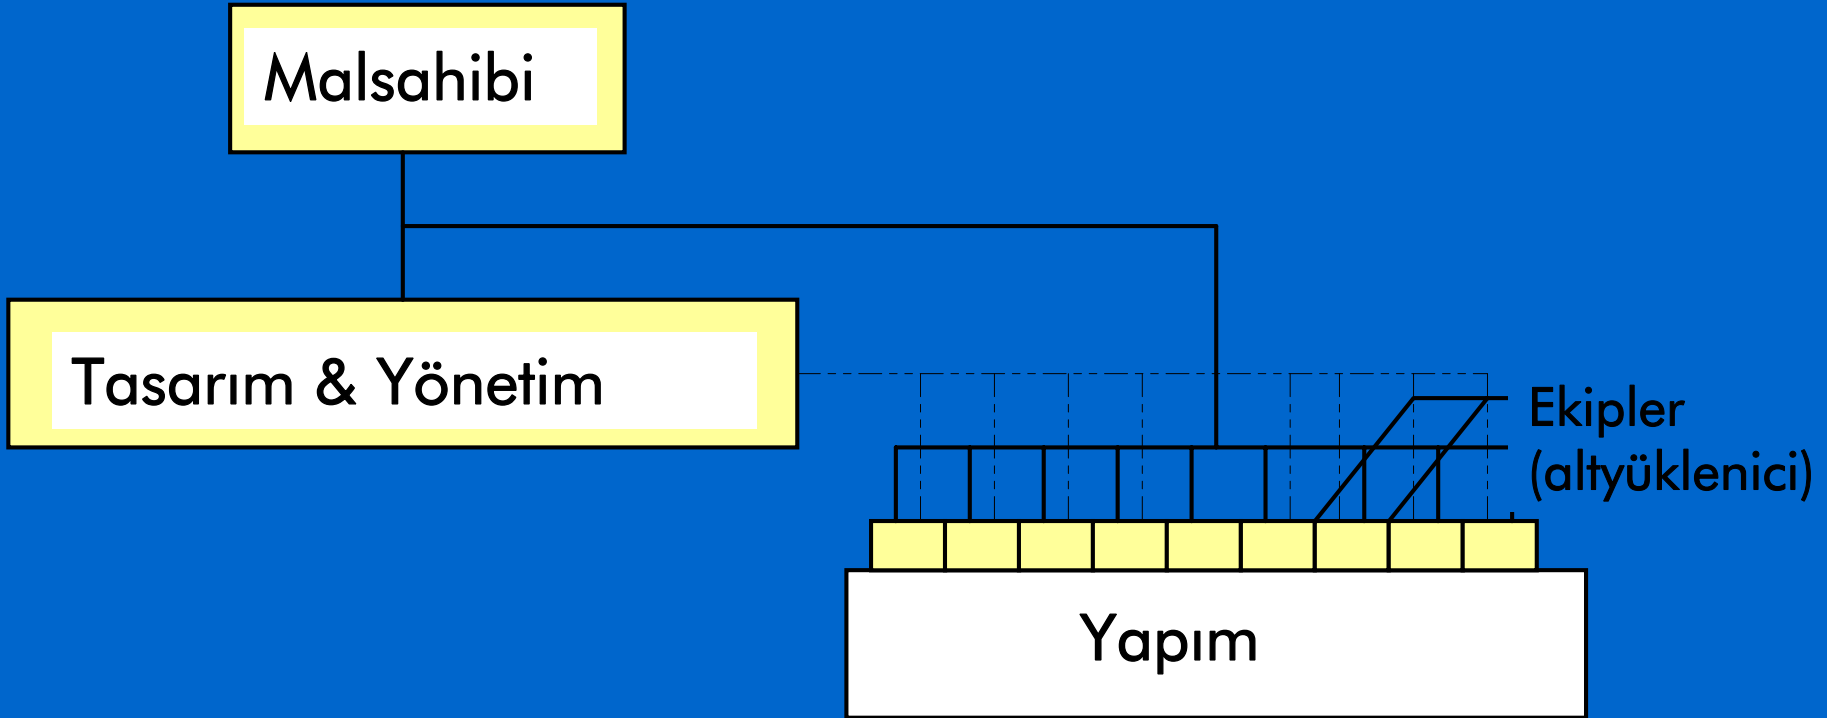 Malsahibi
Tasarım & Yönetim
Ekipler
(altyüklenici)
Yapım